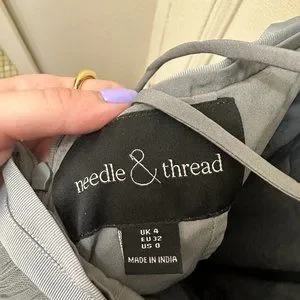 needle & thread
UK 4
EU 32
US 0
MADE IN INDIA